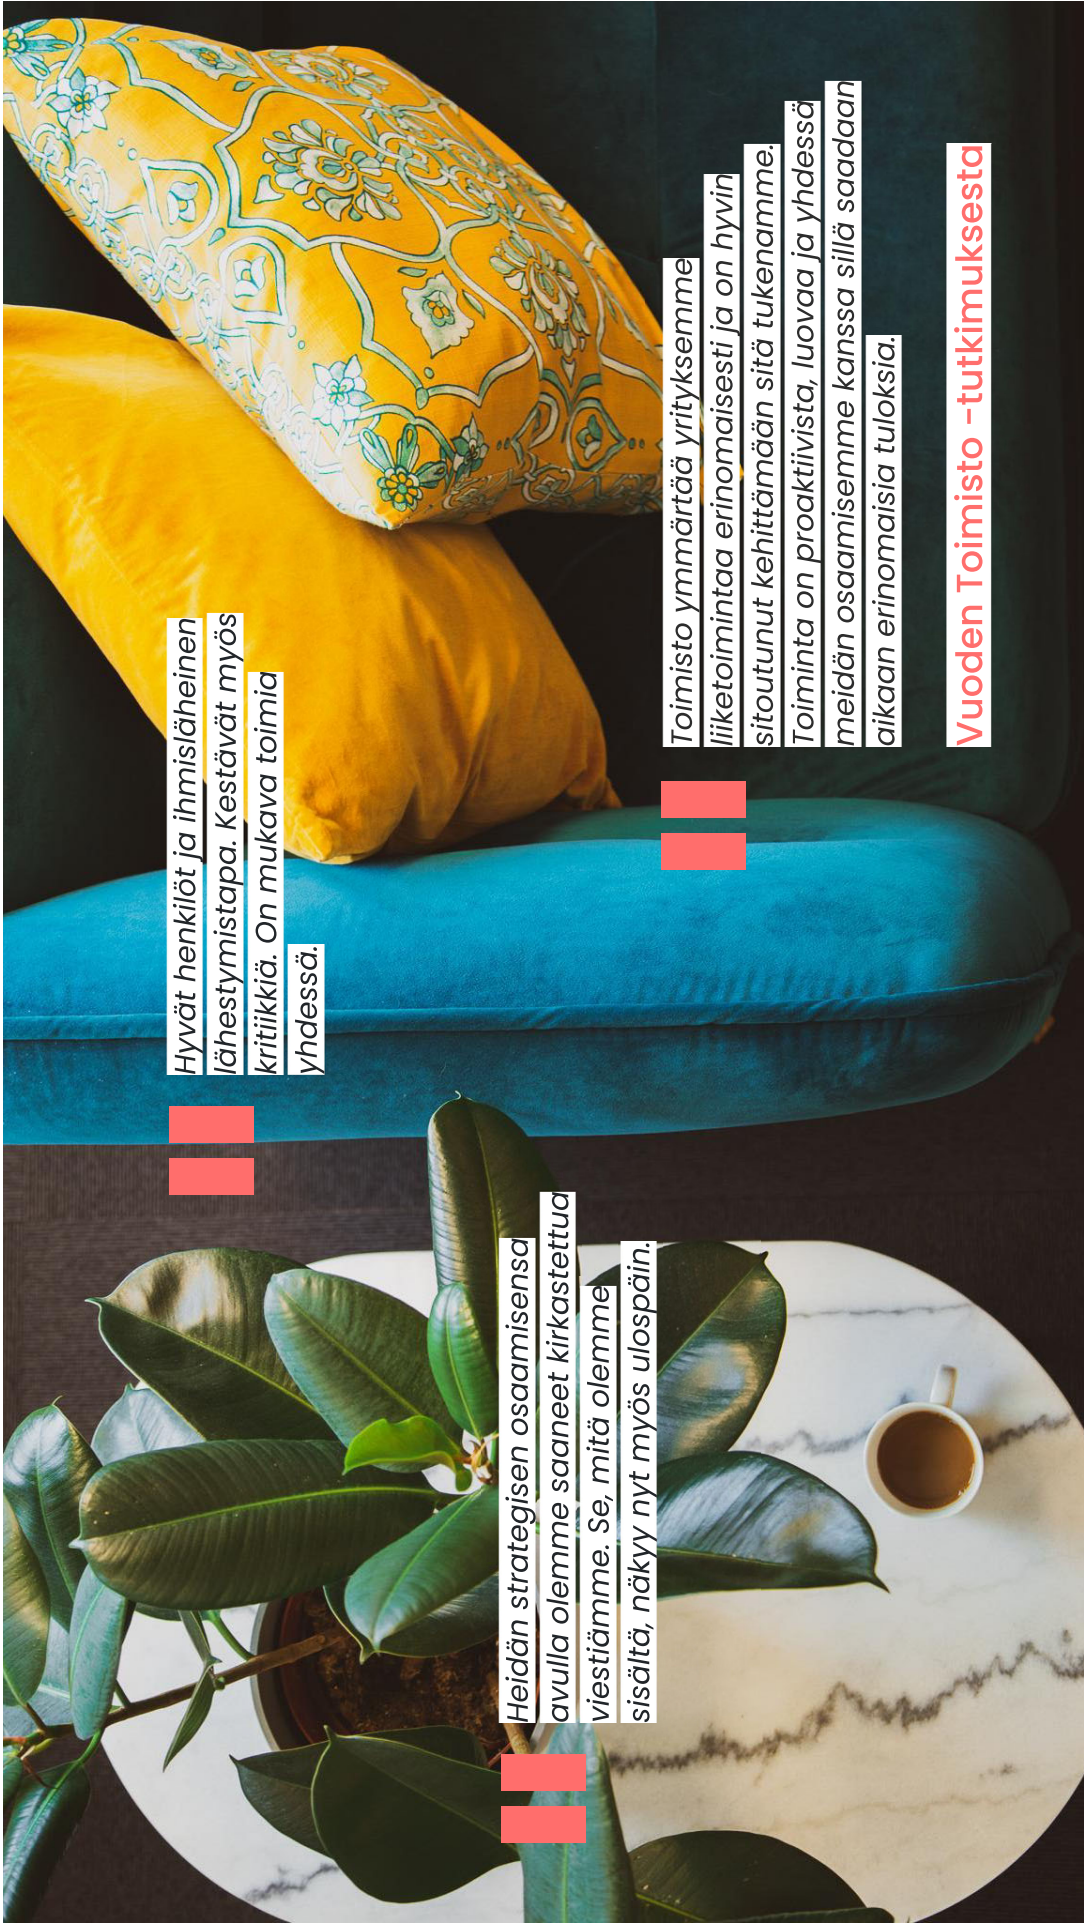 Hyvät henkilöt ja ihmisläheinen
lähestymistapa. Kestävät myös
kritiikkiä. On mukava toimia
yhdessä.
Heidän strategisen osaamisensa
avulla olemme saaneet kirkastettua
viestiämme. Se, mitä olemme
sisältä, näkyy nyt myös ulospäin.
Toimisto ymmärtää yrityksemme
liiketoimintaa erinomaisesti ja on hyvin
sitoutunut kehittämään sitä tukenamme.
Toiminta on proaktiivista, luovaa ja yhdessä
meidän osaamisemme kanssa sillä saadaan
aikaan erinomaisia tuloksia.
Vuoden Toimisto -tutkimuksesta